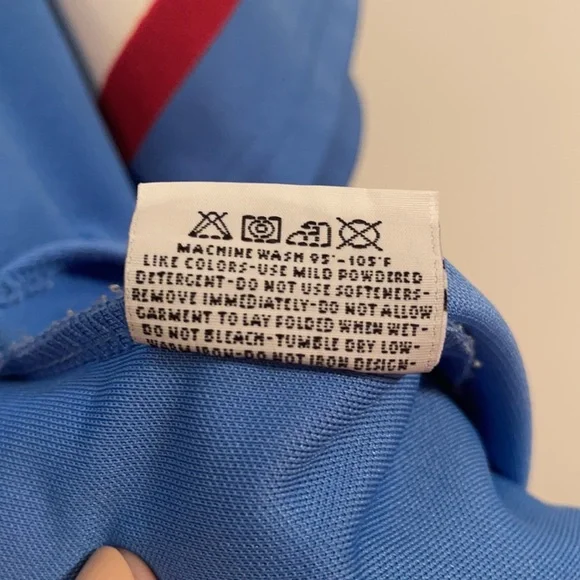 MACHINE WASH 95°-105°F
LIKE COLORS-USE MILD POWDERED
DETERGENT-DO NOT USE SOFTENERS-
REMOVE IMMEDIATELY-DO NOT ALLOW
GARMENT TO LAY FOLDED WHEN WET-
DO NOT BLEACH-TUMBLE DRY LOW-
WARM IRON-DO NOT IRON DESIGN-